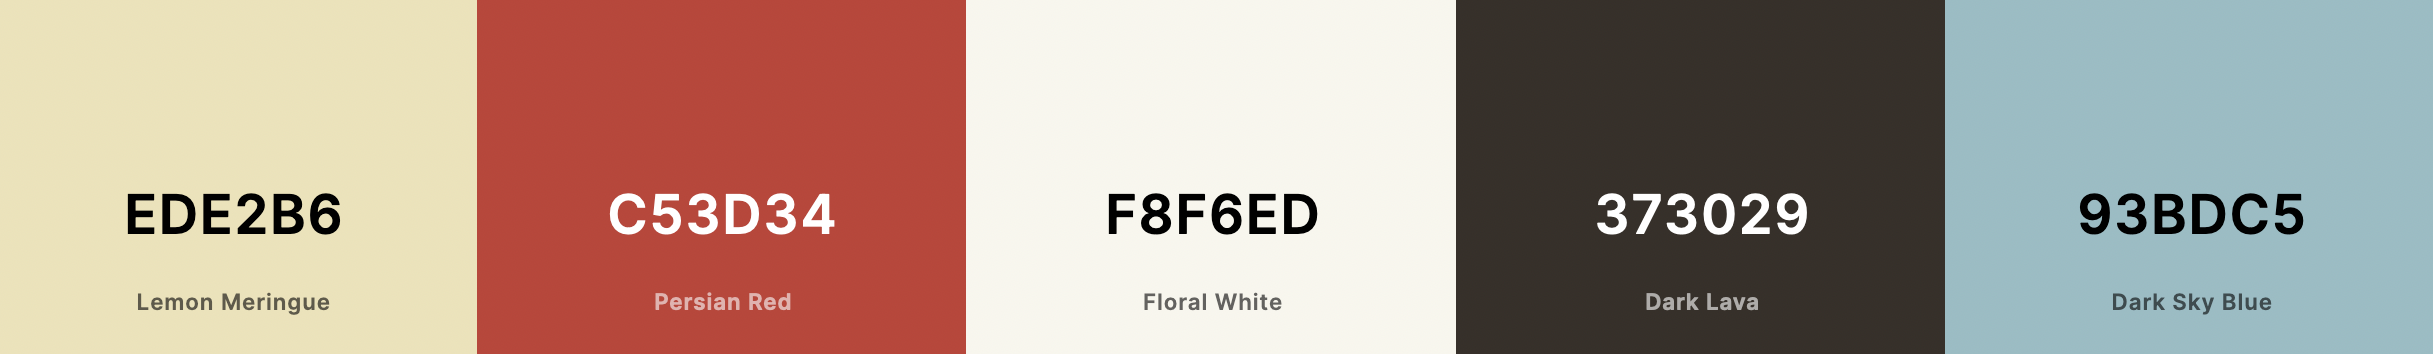 EDE2B6
Lemon Meringue
C53D34
Persian Red
F8F6ED
Floral White
373029
Dark Lava
93BDC5
Dark Sky Blue